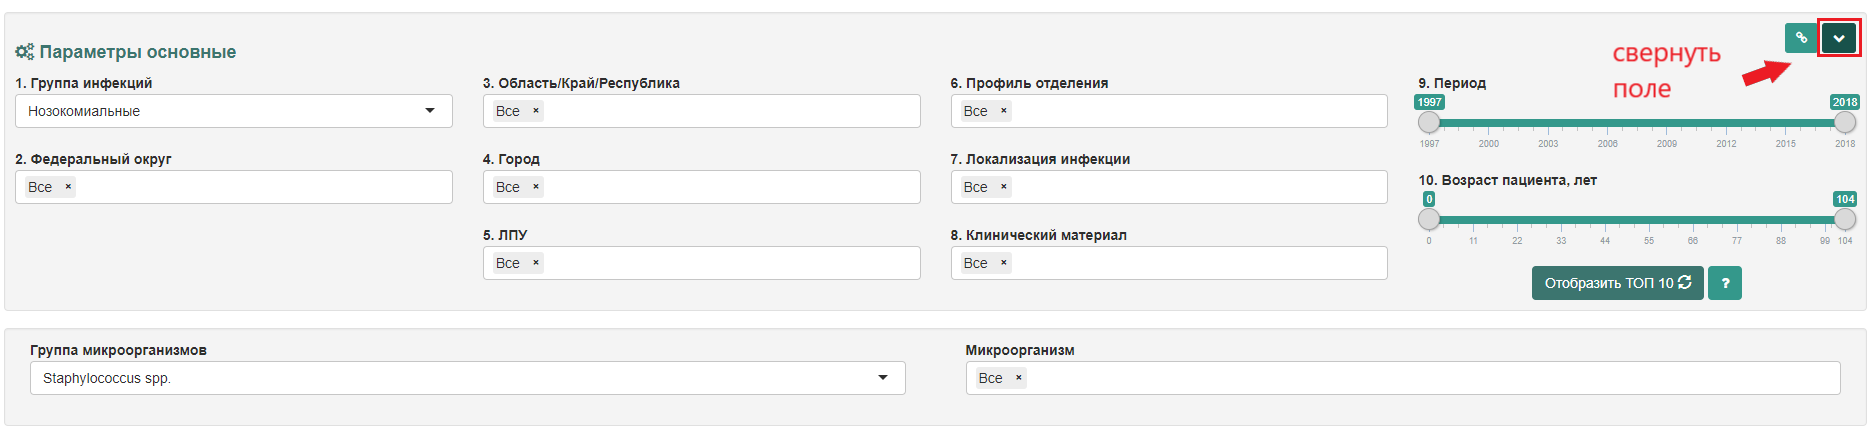 Параметры основные
свернуть
поле
1. Группа инфекций
Нозокомиальные
2. Федеральный округ
Все ×
3. Область/Край/Республика
Все ×
4. Город
Все ×
5. ЛПУ
Все ×
6. Профиль отделения
Все ×
7. Локализация инфекции
Все ×
8. Клинический материал
Все ×
9. Период
1997 2018
1997 2000 2003 2006 2009 2012 2015 2018
10. Возраст пациента, лет
0 104
0 11 22 33 44 55 66 77 88 99 104
Отобразить ТОП 10 ?
Группа микроорганизмов
Staphylococcus spp.
Микроорганизм
Все ×